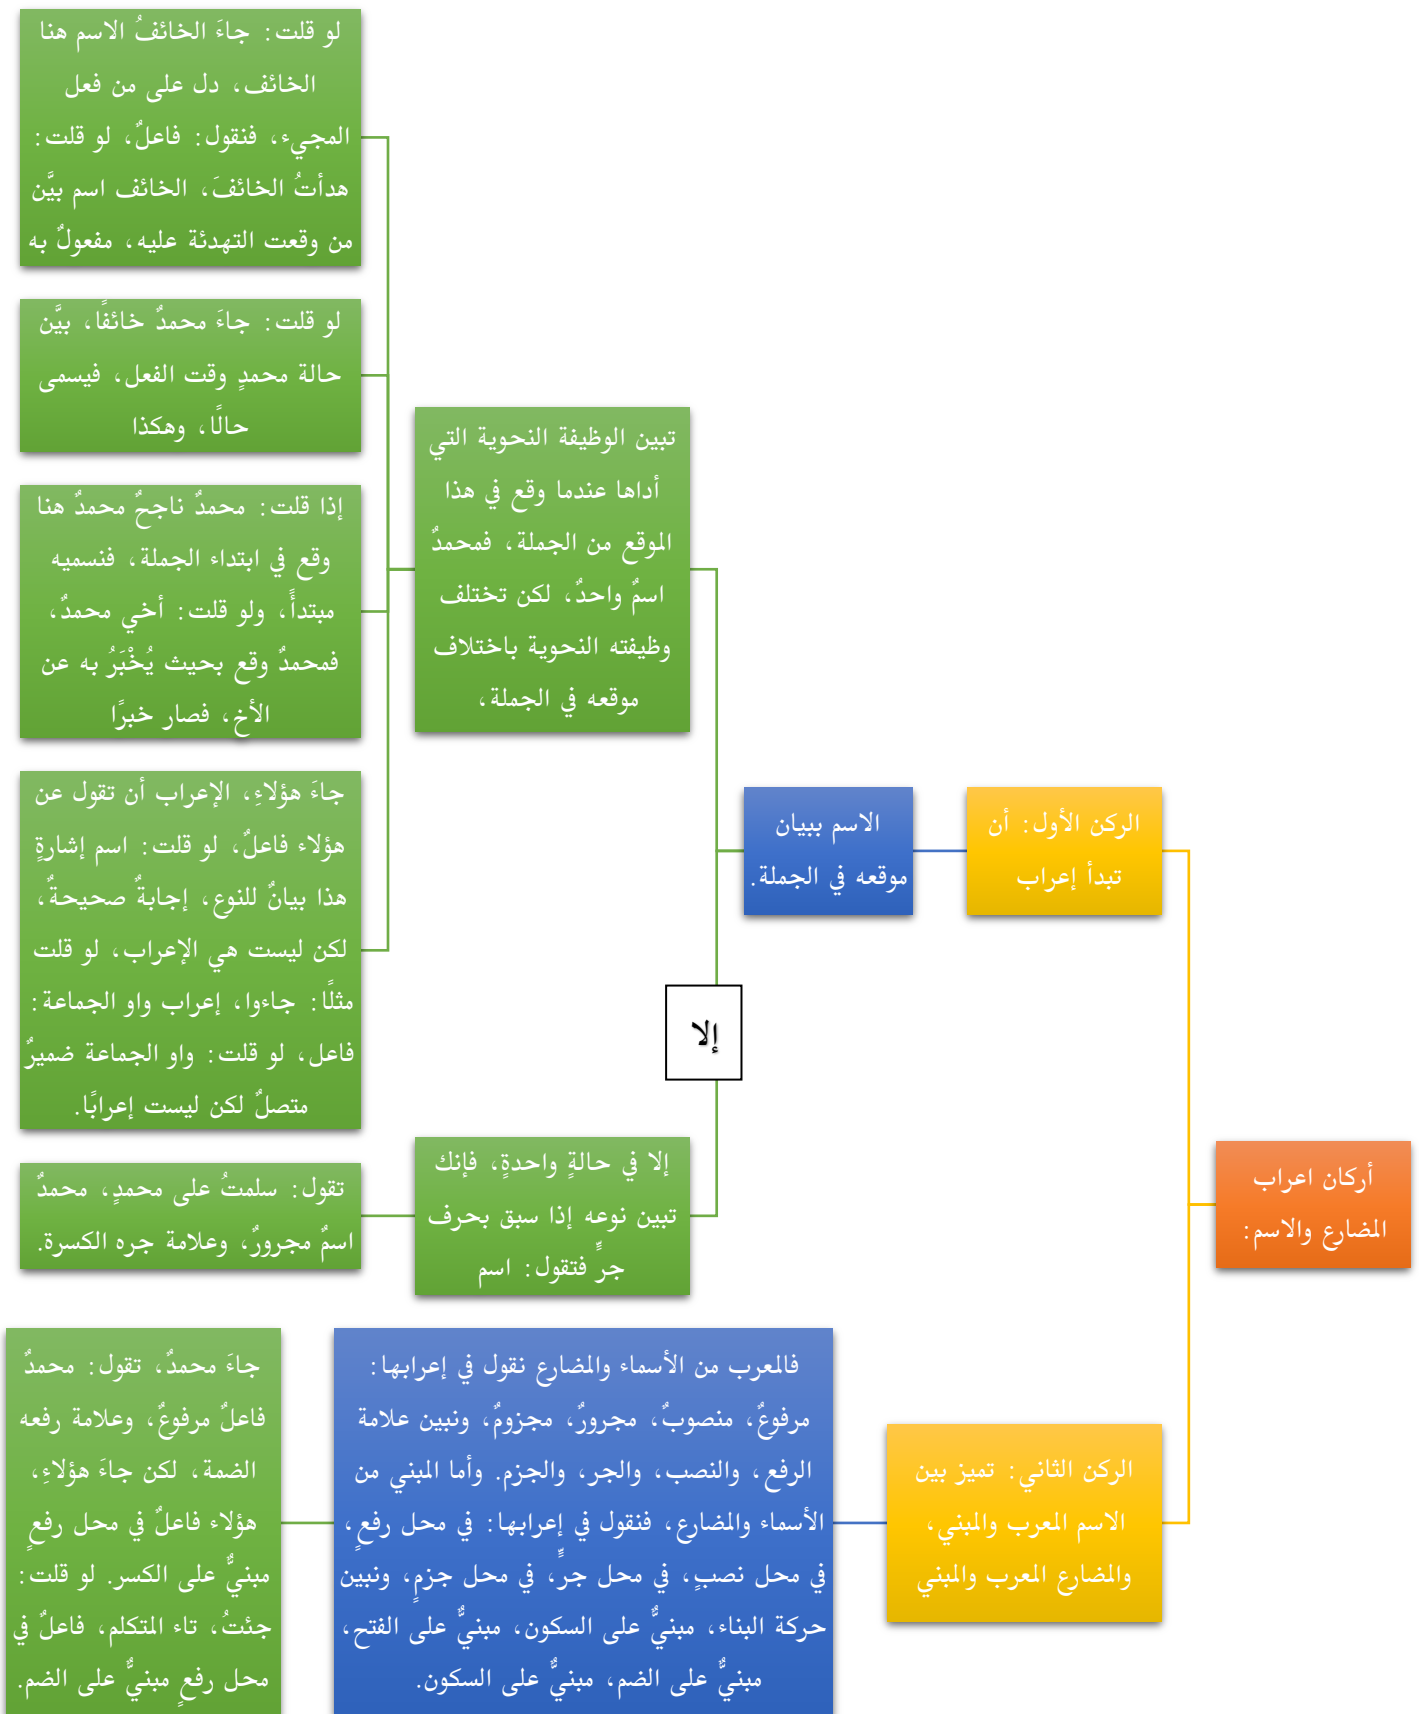 أركان اعراب
المضارع والاسم:
الركن الأول: أن
تبدأ إعراب
الاسم ببيان
موقعه في الجملة.
تبين الوظيفة النحوية التي
أداها عندما وقع في هذا
الموقع من الجملة، فمحمدٌ
اسمٌ واحدٌ، لكن تختلف
وظيفته النحوية باختلاف
موقعه في الجملة،
لو قلت: جاءَ الخائفُ الاسم هنا
الخائف، دل على من فعل
المجيء، فنقول: فاعلٌ، لو قلت:
هدأتُ الخائفَ، الخائف اسم بيَّن
من وقعت التهدئة عليه، مفعولٌ به
لو قلت: جاءَ محمدٌ خائفًا، بيَّن
حالة محمدٍ وقت الفعل، فيسمى
حالًا، وهكذا
إذا قلت: محمدٌ ناجحٌ محمدٌ هنا
وقع في ابتداء الجملة، فنسميه
مبتدأً، ولو قلت: أخي محمدٌ،
فمحمدٌ وقع بحيث يُخْبَرُ به عن
الأخ، فصار خبرًا
جاءَ هؤلاءِ، الإعراب أن تقول عن
هؤلاء فاعلٌ، لو قلت: اسم إشارةٍ
هذا بيانٌ للنوع، إجابةٌ صحيحةٌ،
لكن ليست هي الإعراب، لو قلت
مثلًا: جاءوا، إعراب واو الجماعة:
فاعل، لو قلت: واو الجماعة ضميرٌ
متصلٌ لكن ليست إعرابًا.
إلا
إلا في حالةٍ واحدةٍ، فإنك
تبين نوعه إذا سبق بحرف
جرٍّ فتقول: اسم
تقول: سلمتُ على محمدٍ، محمدٌ
اسمٌ مجرورٌ، وعلامة جره الكسرة.
الركن الثاني: تميز بين
الاسم المعرب والمبني،
والمضارع المعرب والمبني
فالمعرب من الأسماء والمضارع نقول في إعرابها:
مرفوعٌ، منصوبٌ، مجرورٌ، مجزومٌ، ونبين علامة
الرفع، والنصب، والجر، والجزم. وأما المبني من
الأسماء والمضارع، فنقول في إعرابها: في محل رفعٍ،
في محل نصبٍ، في محل جرٍّ، في محل جزمٍ، ونبين
حركة البناء، مبنيٌّ على السكون، مبنيٌّ على الفتح،
مبنيٌّ على الضم، مبنيٌّ على السكون.
جاءَ محمدٌ، تقول: محمدٌ
فاعلٌ مرفوعٌ، وعلامة رفعه
الضمة، لكن جاءَ هؤلاءِ،
هؤلاء فاعلٌ في محل رفعٍ
مبنيٌّ على الكسر. لو قلت:
جئتُ، تاء المتكلم، فاعلٌ في
محل رفعٍ مبنيٌّ على الضم.